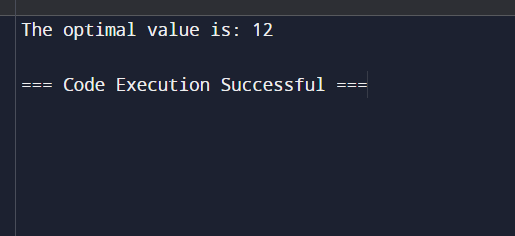 The optimal value is: 12
=== Code Execution Successful ===